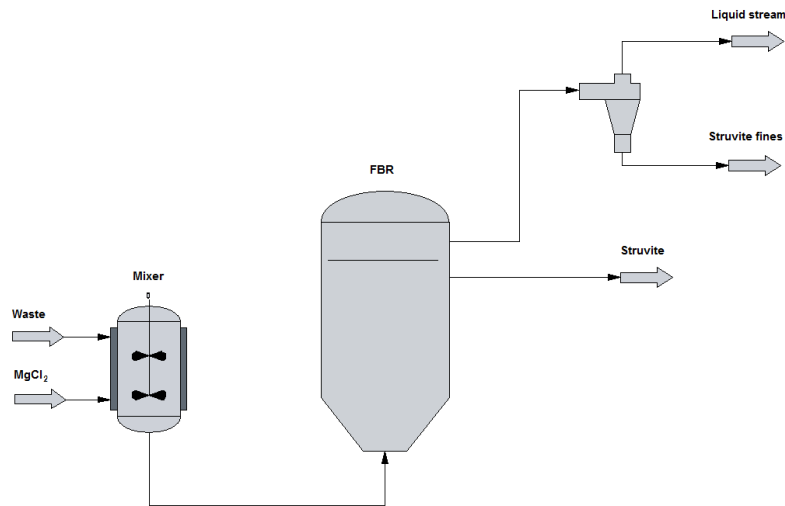 Liquid stream
Struvite fines
FBR
Struvite
Mixer
Waste
MgCl₂